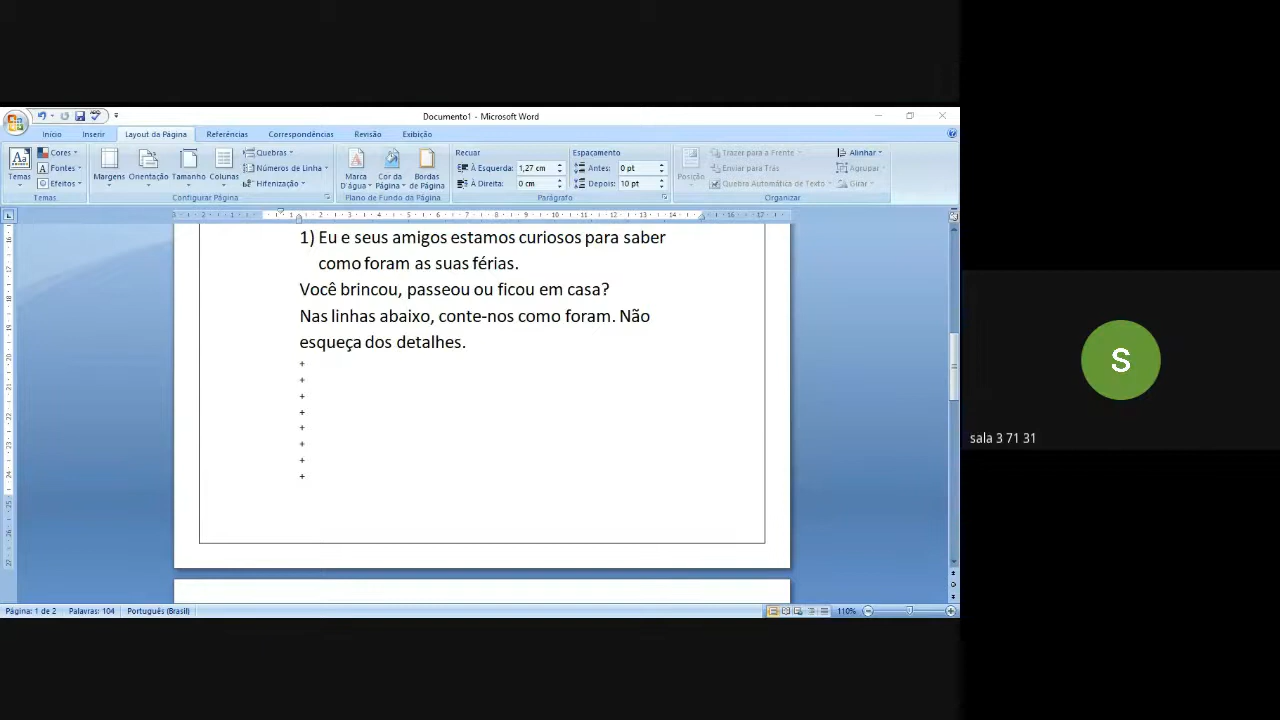 Documento1 - Microsoft Word
Início Inserir Layout da Página Referências Correspondências Revisão Exibição
Temas
Cores
Fontes
Efeitos
Temas
Margens
Orientação
Tamanho
Colunas
Quebras
Números de Linha
Hifenização
Configurar Página
Marca D'água
Cor da Página
Bordas de Página
Plano de Fundo da Página
Recuar
À Esquerda: 1,27 cm
À Direita: 0 cm
Espaçamento
Antes: 0 pt
Depois: 10 pt
Parágrafo
Posição
Trazer para a Frente
Enviar para Trás
Quebra Automática de Texto
Alinhar
Agrupar
Girar
Organizar
1) Eu e seus amigos estamos curiosos para saber
como foram as suas férias.
Você brincou, passeou ou ficou em casa?
Nas linhas abaixo, conte-nos como foram. Não
esqueça dos detalhes.
+
+
+
+
+
+
+
+
Página: 1 de 2 Palavras: 104 Português (Brasil) 110%
S
sala 3 71 31